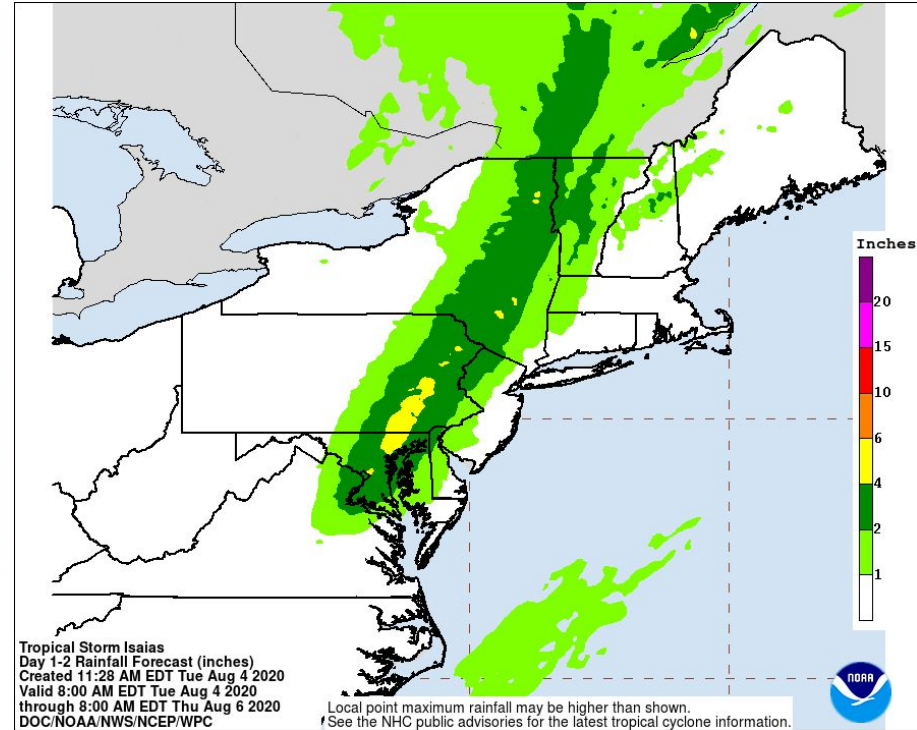 Inches
20
15
10
6
4
2
1
Tropical Storm Isaias
Day 1-2 Rainfall Forecast (inches)
Created 11:28 AM EDT Tue Aug 4 2020
Valid 8:00 AM EDT Tue Aug 4 2020
through 8:00 AM EDT Thu Aug 6 2020
DOC/NOAA/NWS/NCEP/WPC
Local point maximum rainfall may be higher than shown.
See the NHC public advisories for the latest tropical cyclone information.
NOAA